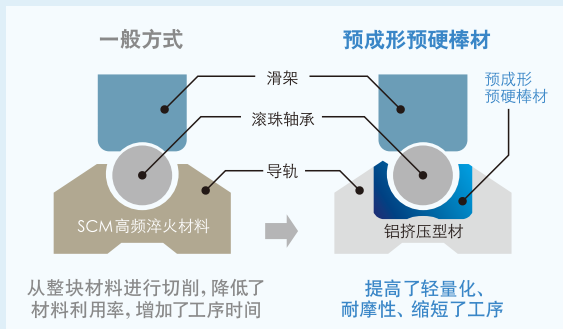 一般方式
预成形预硬棒材
滑架
滚珠轴承
导轨
预成形
预硬棒材
SCM高频淬火材料
铝挤压型材
从整块材料进行切削，降低了
材料利用率，增加了工序时间
提高了轻量化、
耐摩性、缩短了工序